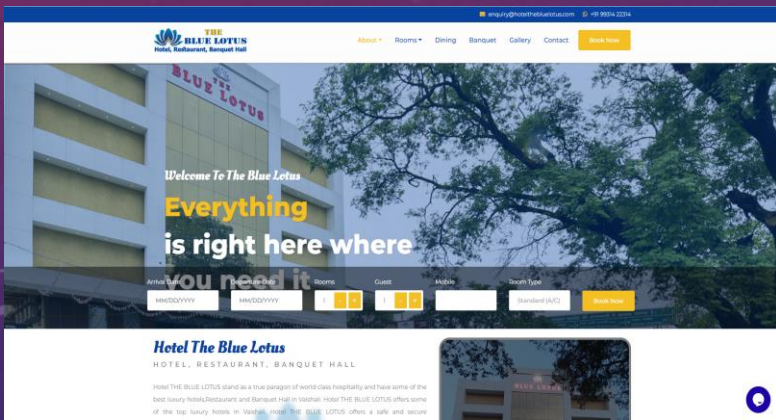 enquiry@hotelthebluelotus.com +91 99314 22314
THE
BLUE LOTUS
Hotel, Restaurant, Banquet Hall
About Rooms Dining Banquet Gallery Contact Book Now
THE
BLUE LOTUS
Welcome To The Blue Lotus
Everything
is right here where
you need it
Arrival Date Departure Date Rooms Guest Mobile Room Type
MM/DD/YYYY MM/DD/YYYY 1 - + 1 - + Standard (A/C) Book Now
Hotel The Blue Lotus
HOTEL, RESTAURANT, BANQUET HALL
Hotel THE BLUE LOTUS stand as a true paragon of world class hospitality and have some of the
best luxury hotels,Restaurant and Banquet Hall in Vaishali. Hotel THE BLUE LOTUS offers some
of the top luxury hotels in Vaishali. Hotel THE BLUE LOTUS offers a safe and secure
BLUE LOTUS